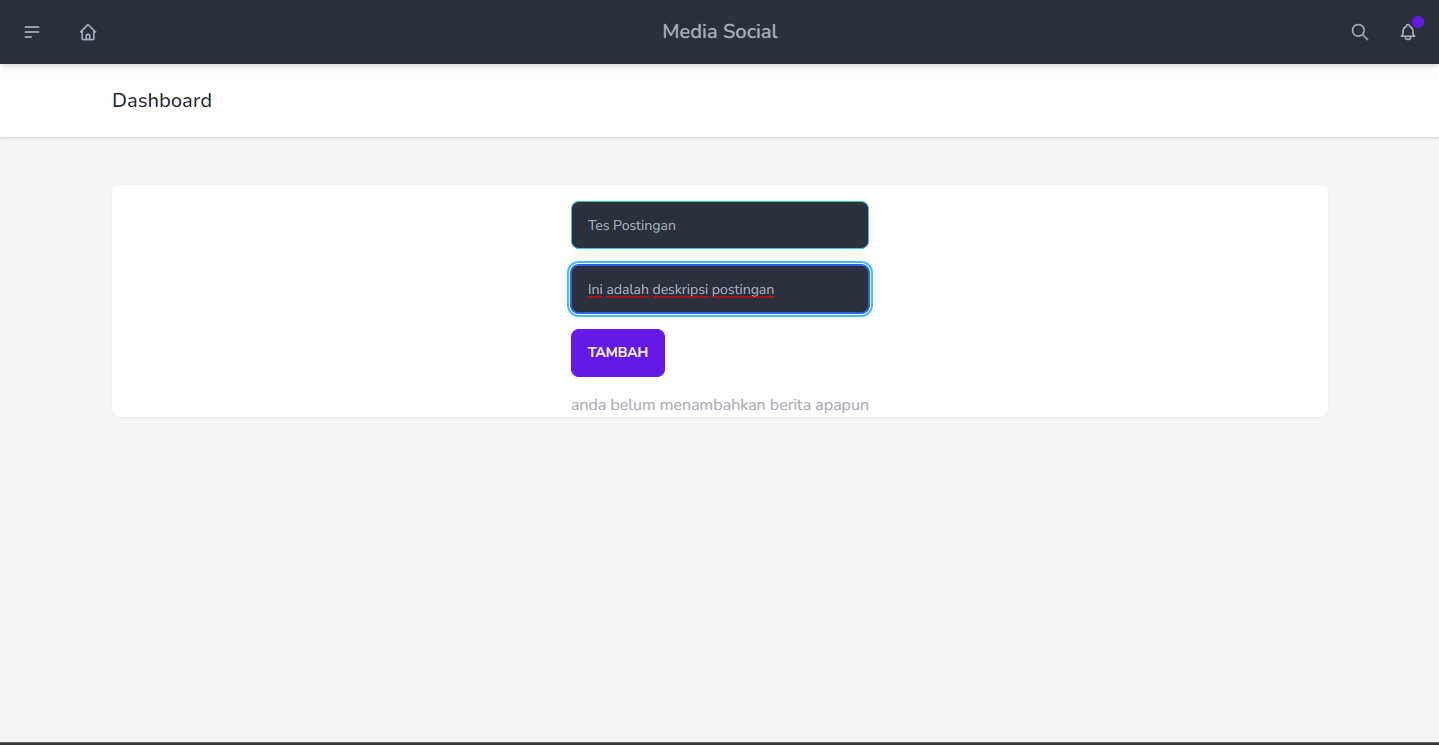 Media Social
Dashboard
Tes Postingan
Ini adalah deskripsi postingan
TAMBAH
anda belum menambahkan berita apapun